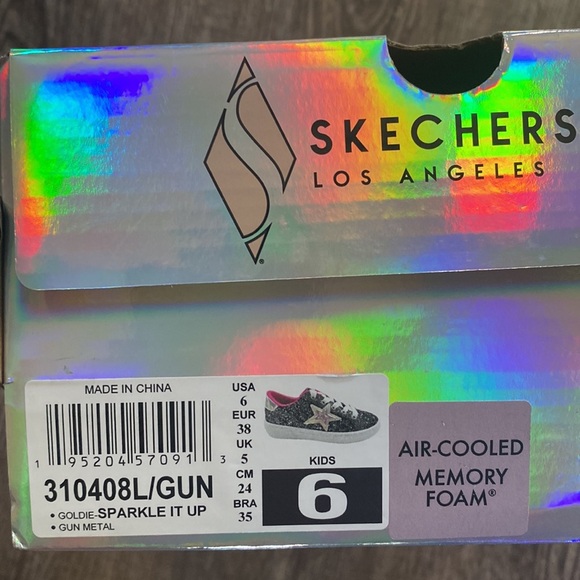 SKECHERS
LOS ANGELES
®
MADE IN CHINA
1 95204 57091 3
310408L/GUN
• GOLDIE-SPARKLE IT UP
• GUN METAL
USA
6
EUR
38
UK
5
CM
24
BRA
35
KIDS
6
AIR-COOLED
MEMORY
FOAM®